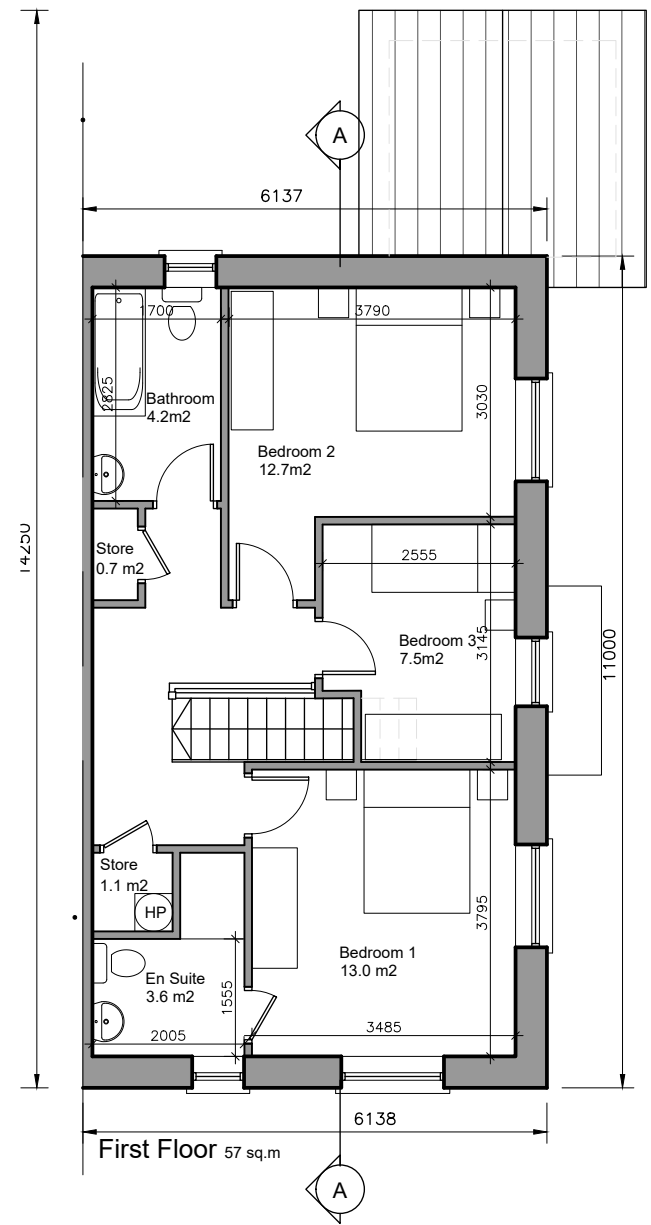 A
6137
1700
3790
2825
Bathroom
4.2m2
3030
Bedroom 2
12.7m2
14250
Store
0.7 m2
2555
Bedroom 3
7.5m2
3145
11000
Store
1.1 m2
HP
3795
Bedroom 1
13.0 m2
En Suite
3.6 m2
1555
2005
3485
6138
First Floor 57 sq.m
A